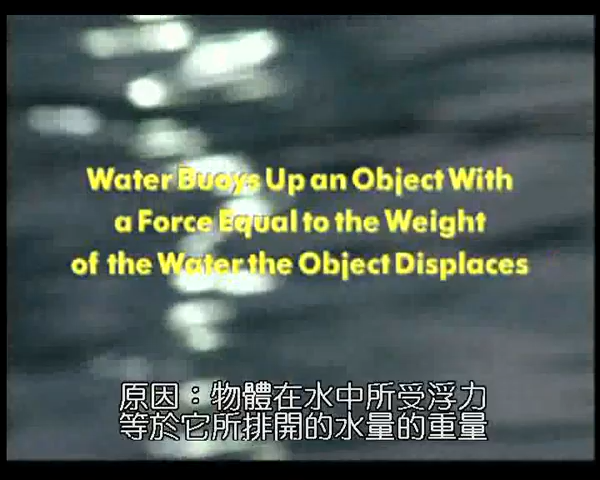 Water Buoys Up an Object With
a Force Equal to the Weight
of the Water the Object Displaces
原因：物體在水中所受浮力
等於它所排開的水量的重量